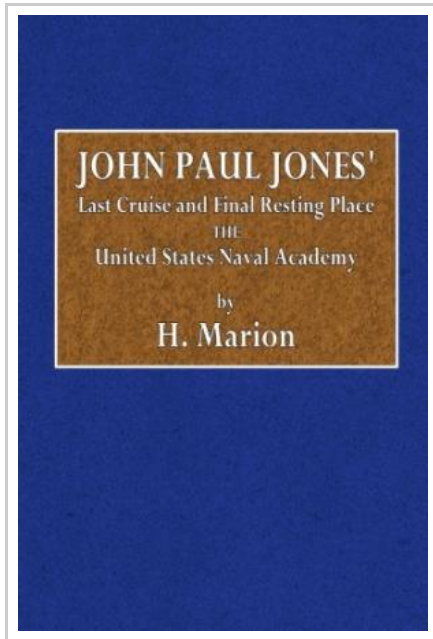 JOHN PAUL JONES'
Last Cruise and Final Resting Place
THE
United States Naval Academy
by
H. Marion